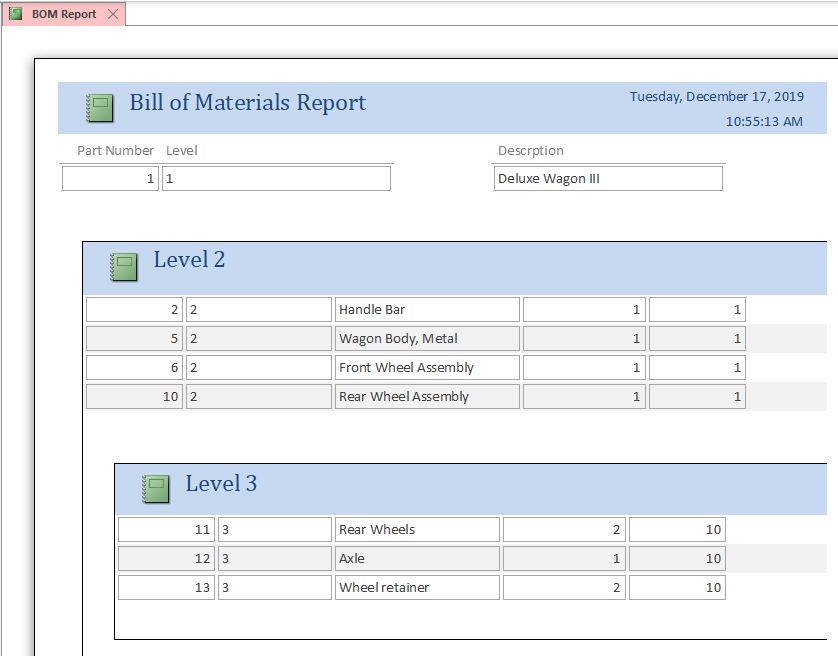 BOM Report
Bill of Materials Report
Tuesday, December 17, 2019
10:55:13 AM
Part Number Level Descrption
1 1 Deluxe Wagon III
Level 2
2 2 Handle Bar 1 1
5 2 Wagon Body, Metal 1 1
6 2 Front Wheel Assembly 1 1
10 2 Rear Wheel Assembly 1 1
Level 3
11 3 Rear Wheels 2 10
12 3 Axle 1 10
13 3 Wheel retainer 2 10